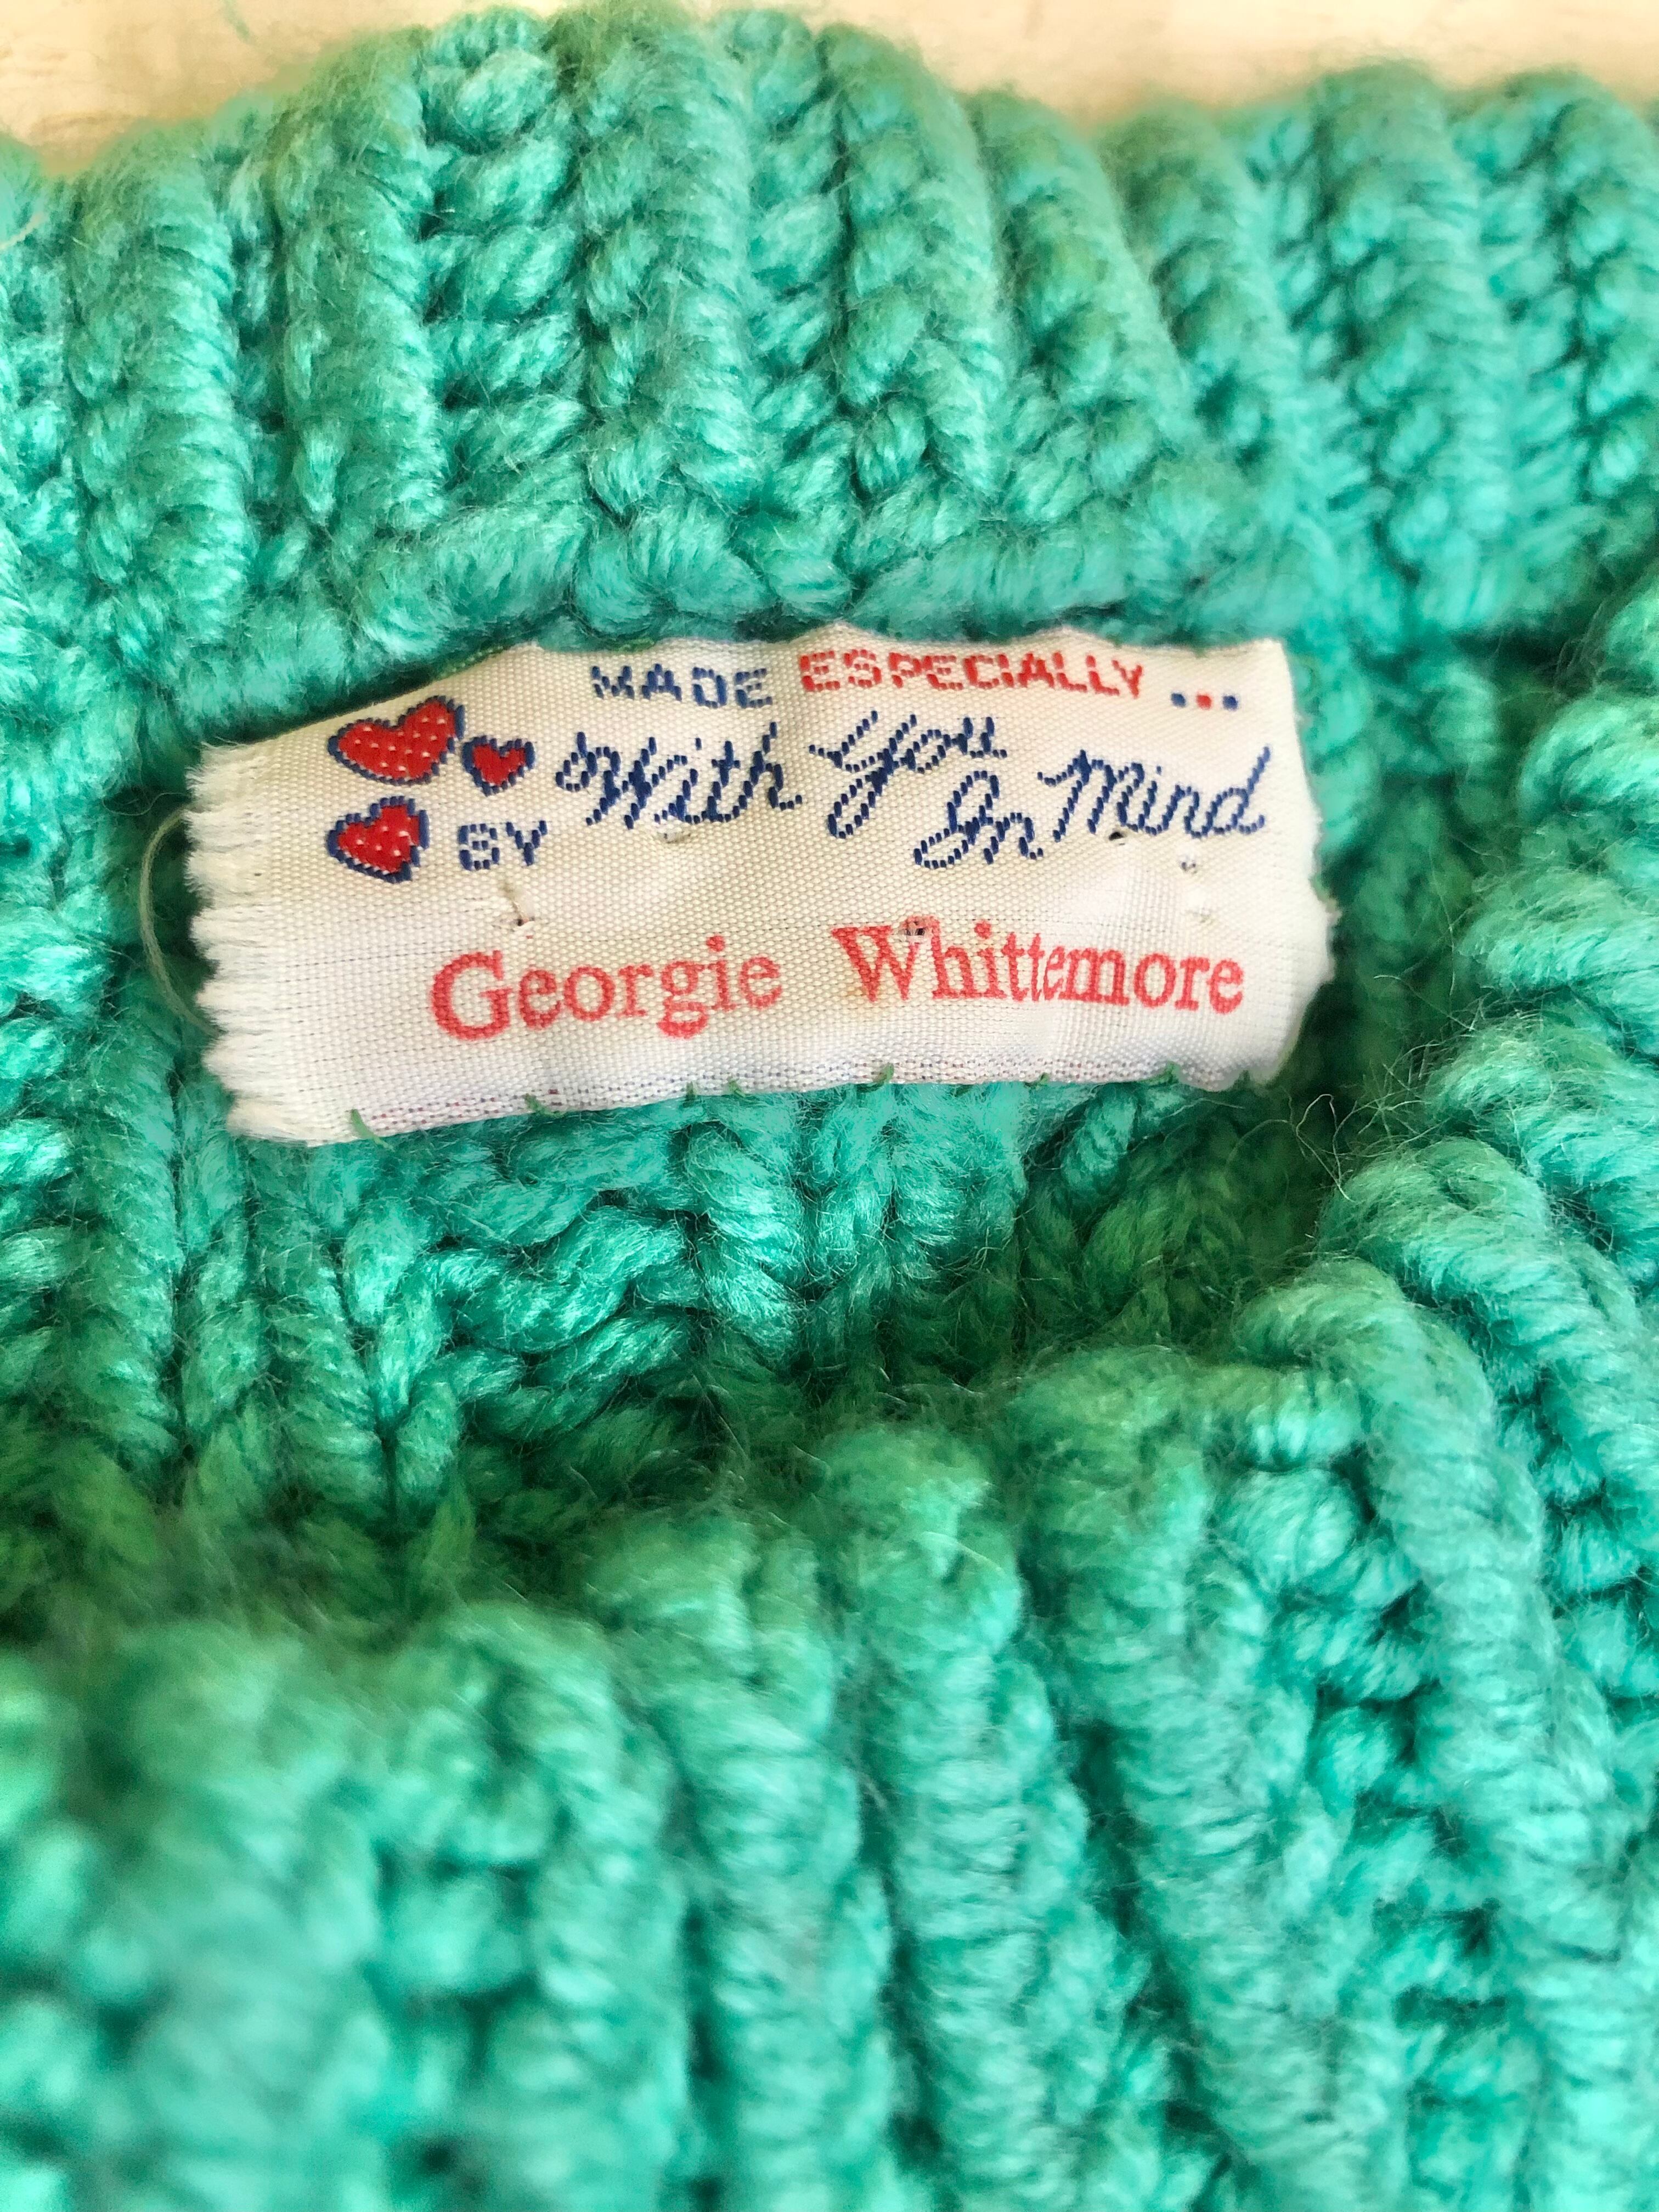 MADE ESPECIALLY...
With You
In Mind
BY
Georgie Whittemore